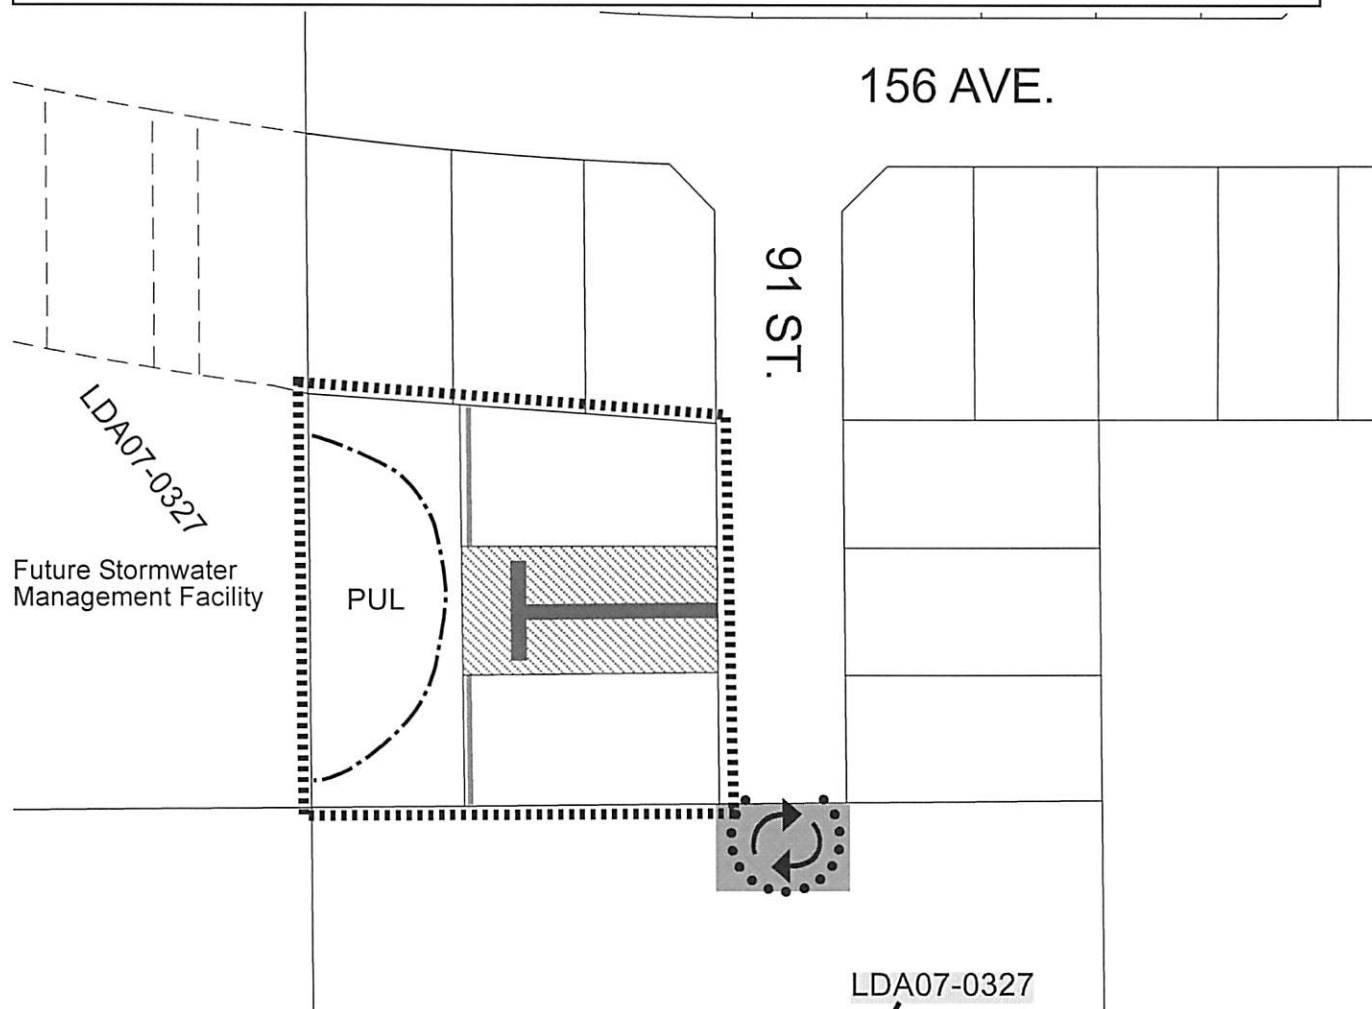 156 AVE.
91 ST.
LDA07-0327
Future Stormwater
Management Facility
PUL
LDA07-0327